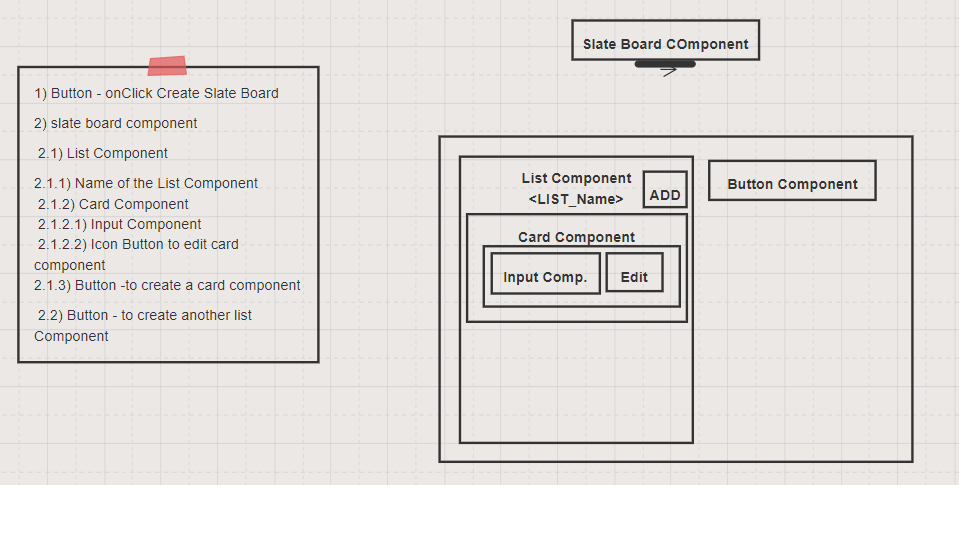 Slate Board COmponent
1) Button - onClick Create Slate Board
2) slate board component
2.1) List Component
2.1.1) Name of the List Component
2.1.2) Card Component
2.1.2.1) Input Component
2.1.2.2) Icon Button to edit card
component
2.1.3) Button -to create a card component
2.2) Button - to create another list
Component
List Component
<LIST_Name>
ADD
Button Component
Card Component
Input Comp.
Edit